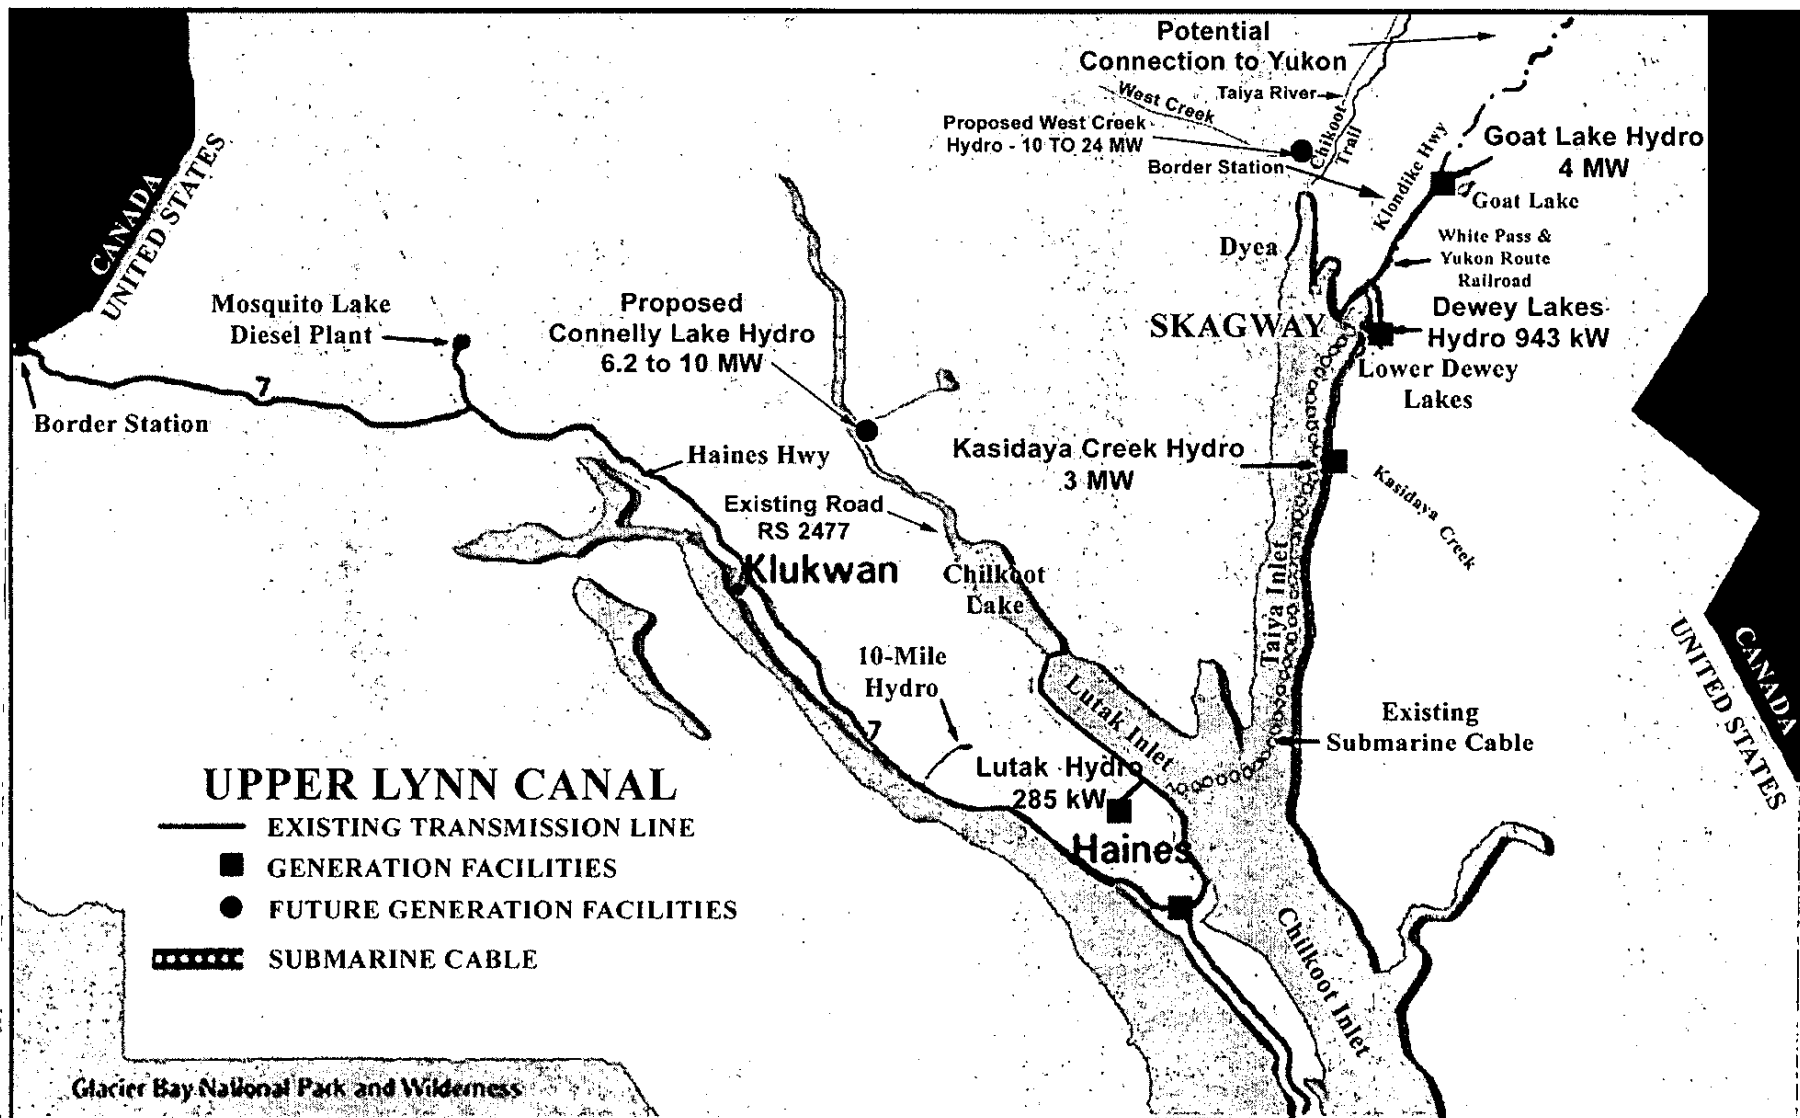 Potential
Connection to Yukon
Taiya River
West Creek
Proposed West Creek
Hydro - 10 TO 24 MW
Chilkoot
Trail
Border Station
Klondike Hwy
Goat Lake Hydro
4 MW
Goat Lake
White Pass &
Yukon Route
Railroad
Dyea
SKAGWAY
Dewey Lakes
Hydro 943 kW
Lower Dewey
Lakes
CANADA
UNITED STATES
Mosquito Lake
Diesel Plant
Proposed
Connelly Lake Hydro
6.2 to 10 MW
7
Border Station
Haines Hwy
Kasidaya Creek Hydro
3 MW
Kasidaya Creek
Existing Road
RS 2477
Klukwan
Chilkoot
Lake
Taiya Inlet
10-Mile
Hydro
7
Lutak Inlet
Lutak Hydro
285 kW
Haines
Existing
Submarine Cable
CANADA
UNITED STATES
Chilkoot Inlet
UPPER LYNN CANAL
EXISTING TRANSMISSION LINE
GENERATION FACILITIES
FUTURE GENERATION FACILITIES
SUBMARINE CABLE
Glacier Bay National Park and Wilderness